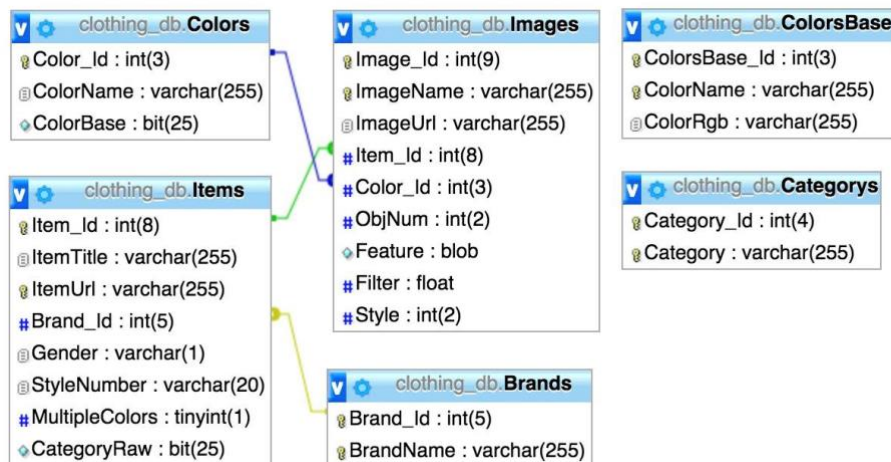 clothing_db.Colors
Color_Id : int(3)
ColorName : varchar(255)
ColorBase : bit(25)
clothing_db.Images
Image_Id : int(9)
ImageName : varchar(255)
ImageUrl : varchar(255)
Item_Id : int(8)
Color_Id : int(3)
ObjNum : int(2)
Feature : blob
Filter : float
Style : int(2)
clothing_db.ColorsBase
ColorsBase_Id : int(3)
ColorName : varchar(255)
ColorRgb : varchar(255)
clothing_db.Items
Item_Id : int(8)
ItemTitle : varchar(255)
ItemUrl : varchar(255)
Brand_Id : int(5)
Gender : varchar(1)
StyleNumber : varchar(20)
MultipleColors : tinyint(1)
CategoryRaw : bit(25)
clothing_db.Categorys
Category_Id : int(4)
Category : varchar(255)
clothing_db.Brands
Brand_Id : int(5)
BrandName : varchar(255)